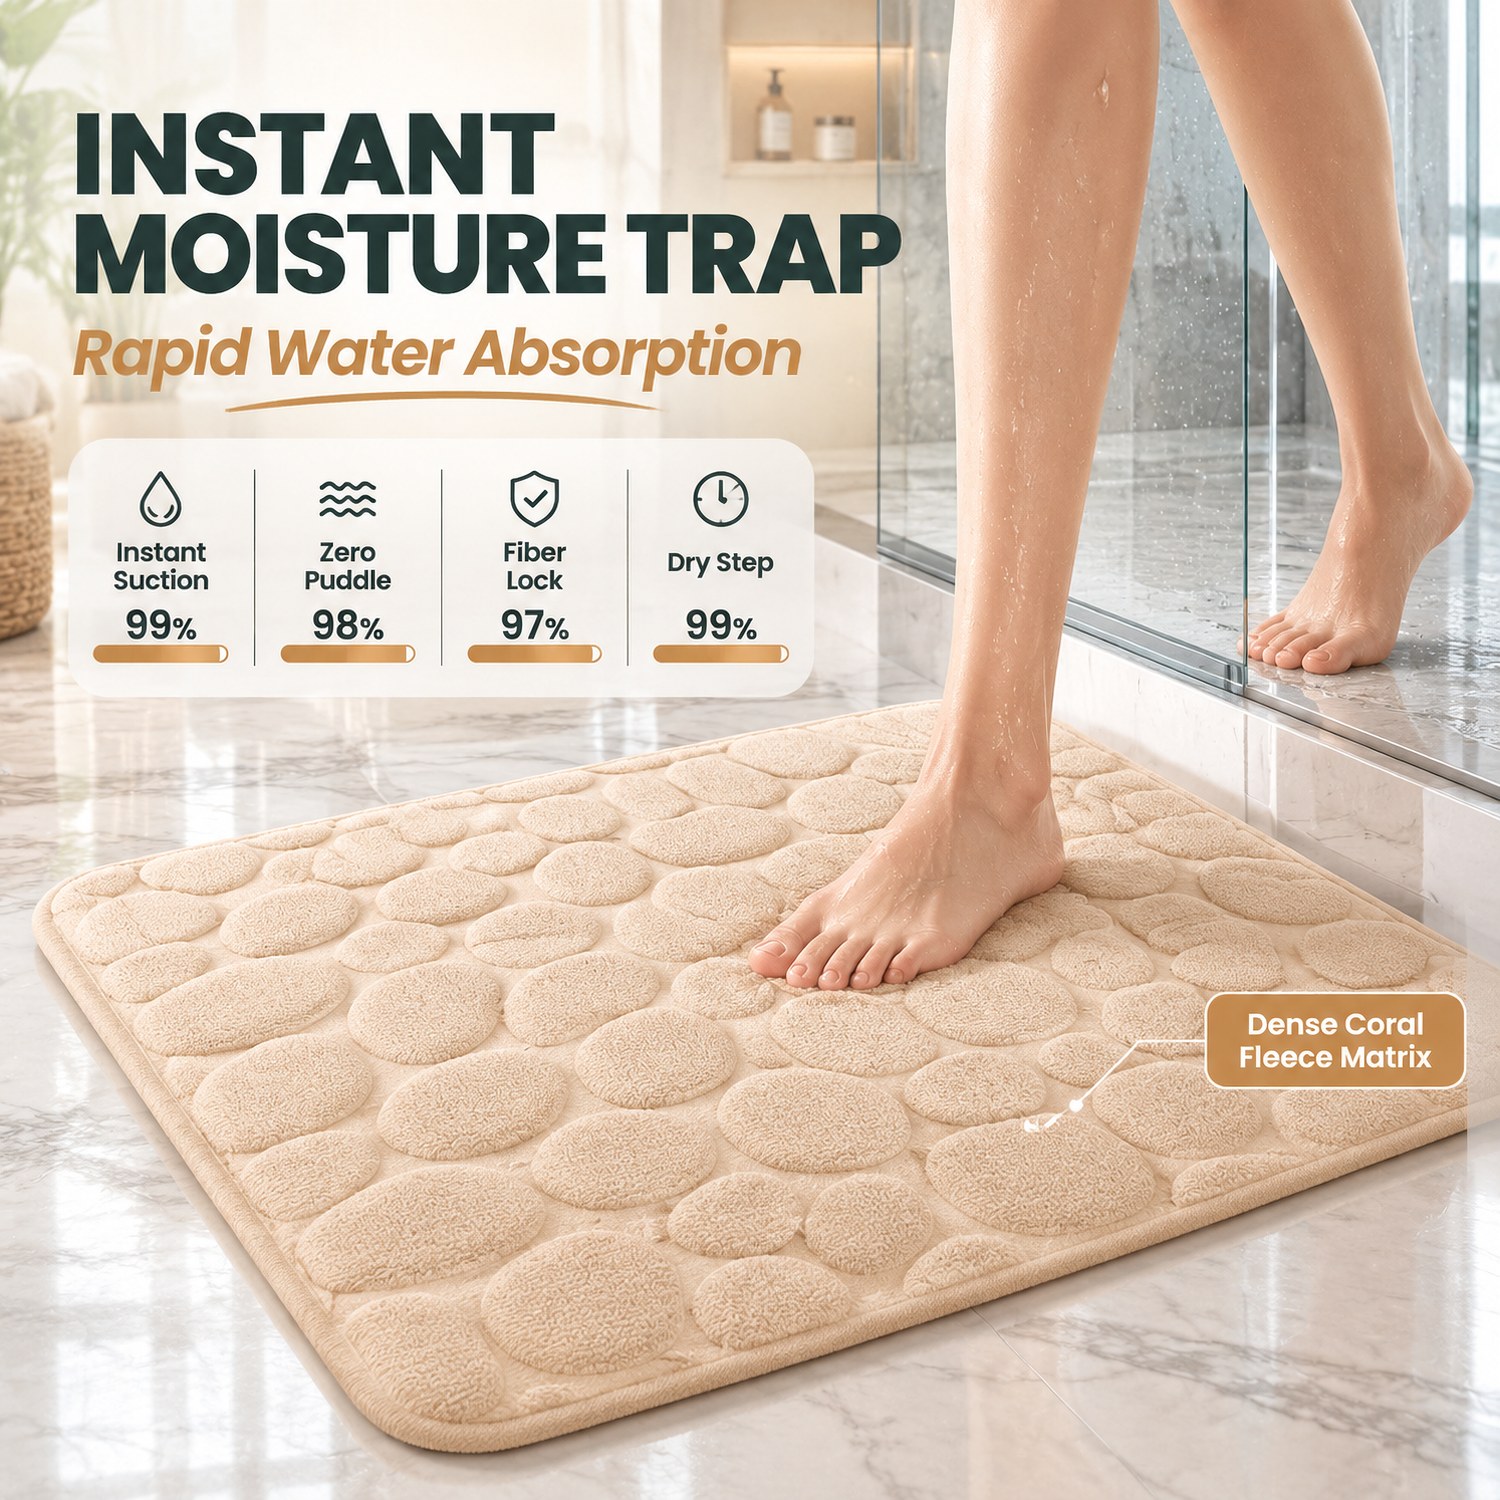 INSTANT
MOISTURE TRAP
Rapid Water Absorption
Instant
Suction
99%
Zero
Puddle
98%
Fiber
Lock
97%
Dry Step
99%
Dense Coral
Fleece Matrix